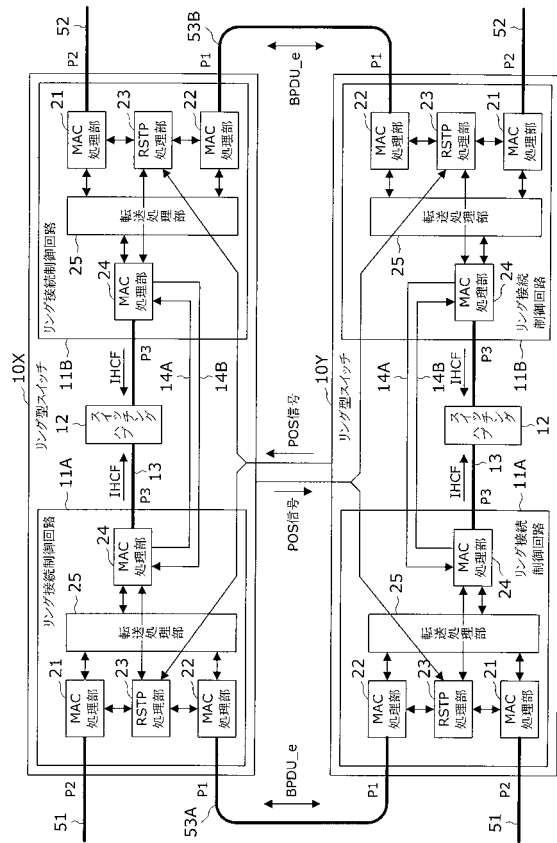 10X
リング型スイッチ
11A
リング接続制御回路
21
MAC
処理部
23
RSTP
処理部
22
MAC
処理部
25
転送処理部
24
MAC
処理部
P2
51
P1
53A
13
P3
IHCF
12
スイッチング
ハブ
IHCF
P3
14A
14B
11B
リング接続制御回路
24
MAC
処理部
25
転送処理部
21
MAC
処理部
23
RSTP
処理部
22
MAC
処理部
P2
52
P1
53B
BPDU_e
POS信号
POS信号
BPDU_e
10Y
リング型スイッチ
11A
リング接続
制御回路
22
MAC
処理部
23
RSTP
処理部
21
MAC
処理部
25
転送処理部
24
MAC
処理部
P1
P2
51
13
P3
IHCF
12
スイッチング
ハブ
IHCF
P3
14A
14B
11B
リング接続
制御回路
24
MAC
処理部
25
転送処理部
22
MAC
処理部
23
RSTP
処理部
21
MAC
処理部
P1
P2
52